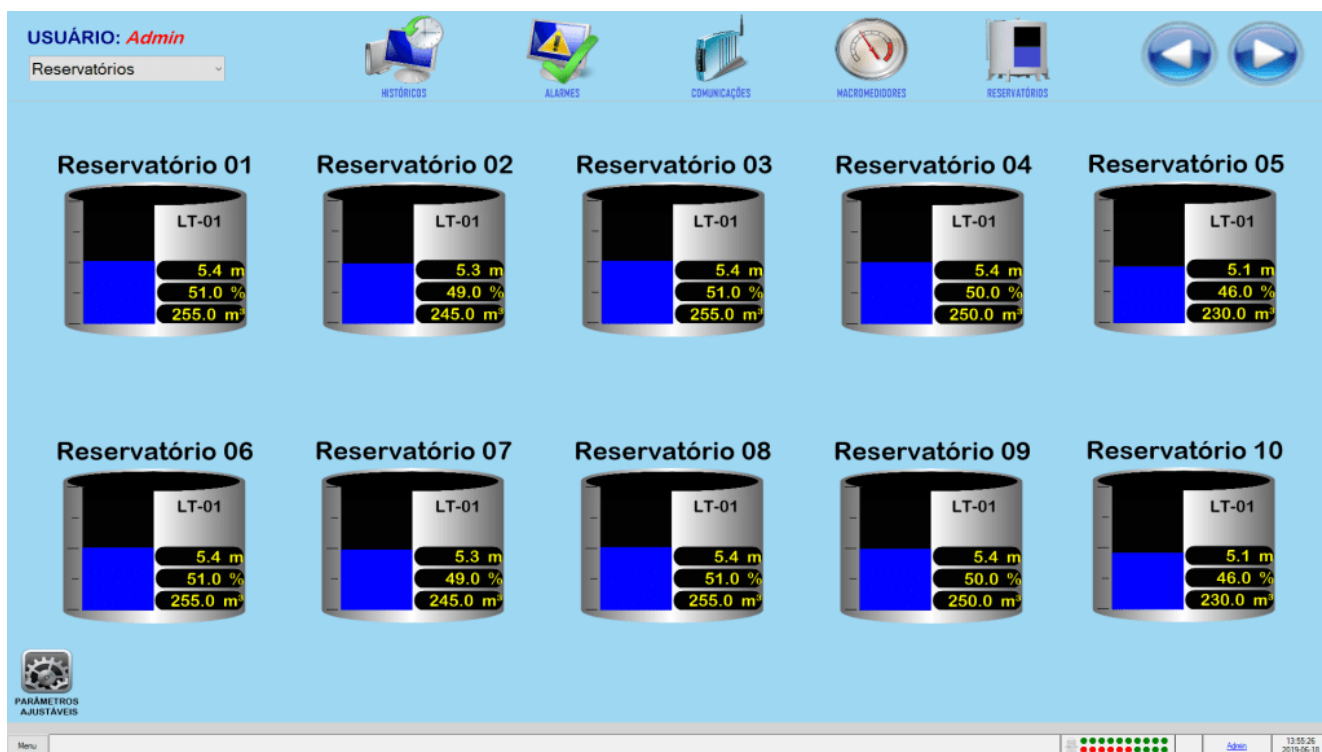 USUÁRIO: Admin
Reservatórios
HISTÓRICOS
ALARMES
COMUNICAÇÕES
MACROMEDIDORES
RESERVATÓRIOS
Reservatório 01
LT-01
5.4 m
51.0 %
255.0 m³
Reservatório 02
LT-01
5.3 m
49.0 %
245.0 m³
Reservatório 03
LT-01
5.4 m
51.0 %
255.0 m³
Reservatório 04
LT-01
5.4 m
50.0 %
250.0 m³
Reservatório 05
LT-01
5.1 m
46.0 %
230.0 m³
Reservatório 06
LT-01
5.4 m
51.0 %
255.0 m³
Reservatório 07
LT-01
5.3 m
49.0 %
245.0 m³
Reservatório 08
LT-01
5.4 m
51.0 %
255.0 m³
Reservatório 09
LT-01
5.4 m
50.0 %
250.0 m³
Reservatório 10
LT-01
5.1 m
46.0 %
230.0 m³
PARÂMETROS
AJUSTÁVEIS
Menu
Admin
13:55:26
2019-06-10